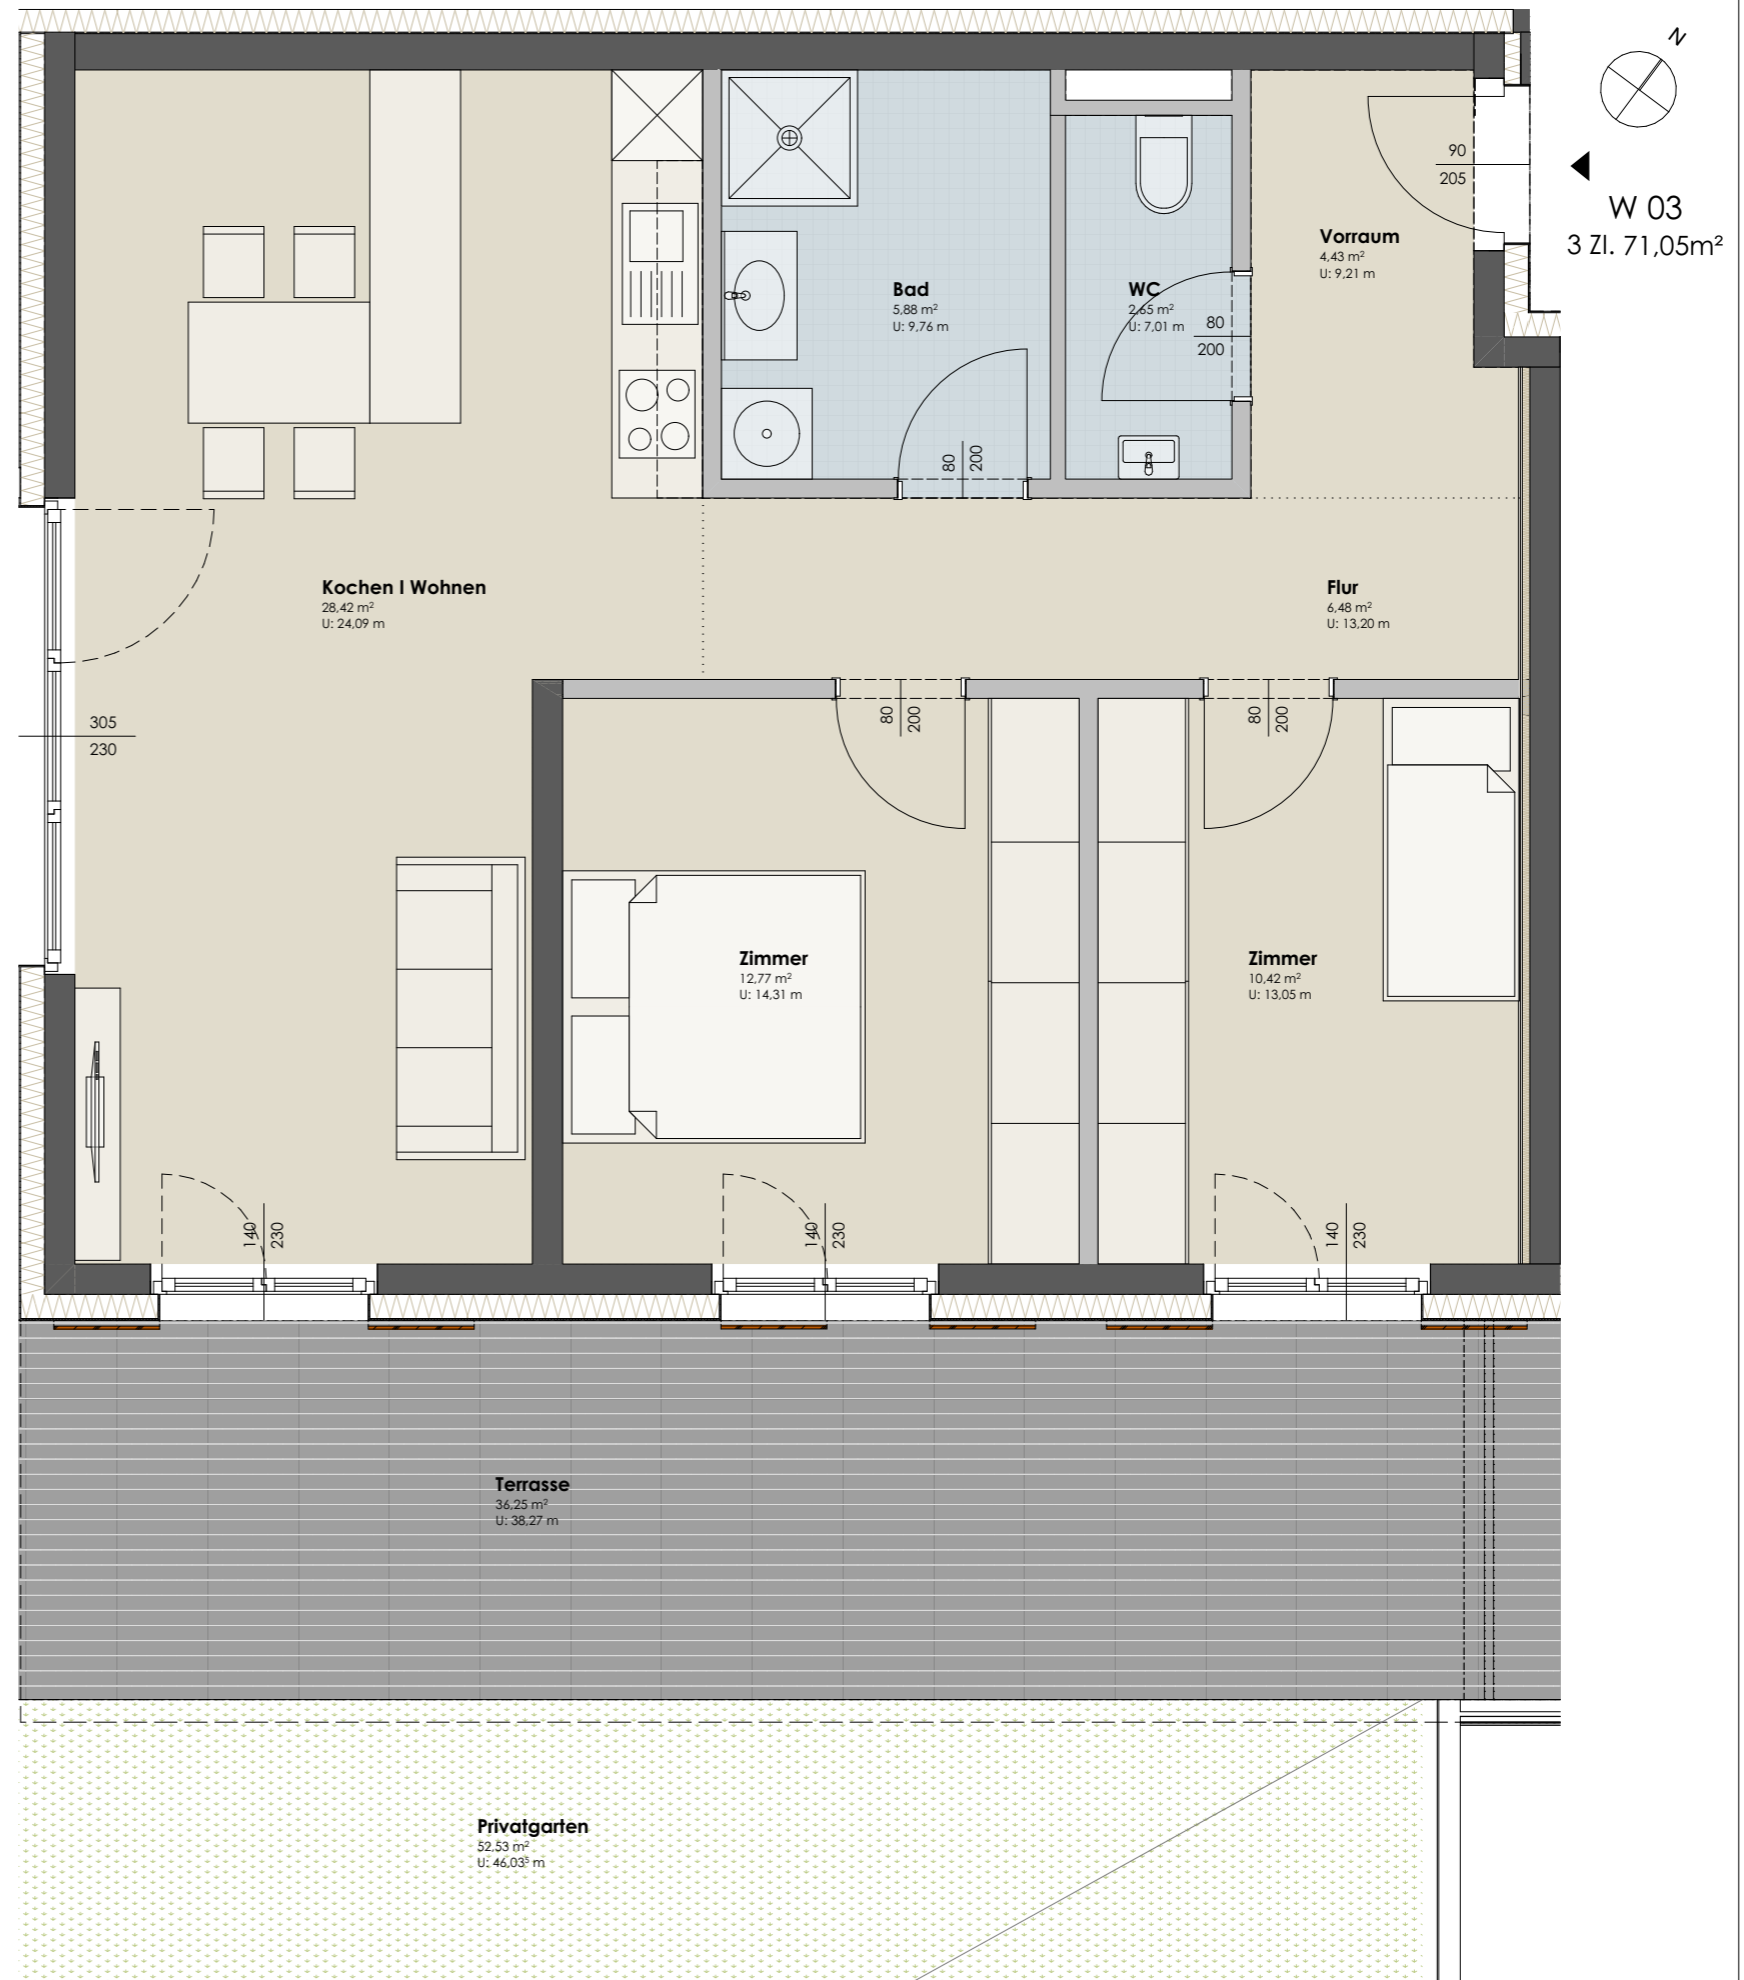 N
W 03
3 ZI. 71,05m²
90
205
Vorraum
4,43 m²
U: 9,21 m
Bad
5,88 m²
U: 9,76 m
WC
2,65 m²
U: 7,01 m
80
200
80
200
Kochen I Wohnen
28,42 m²
U: 24,09 m
Flur
6,48 m²
U: 13,20 m
305
230
80
200
80
200
Zimmer
12,77 m²
U: 14,31 m
Zimmer
10,42 m²
U: 13,05 m
140
230
140
230
140
230
Terrasse
36,25 m²
U: 38,27 m
Privatgarten
52,53 m²
U: 46,03⁵ m